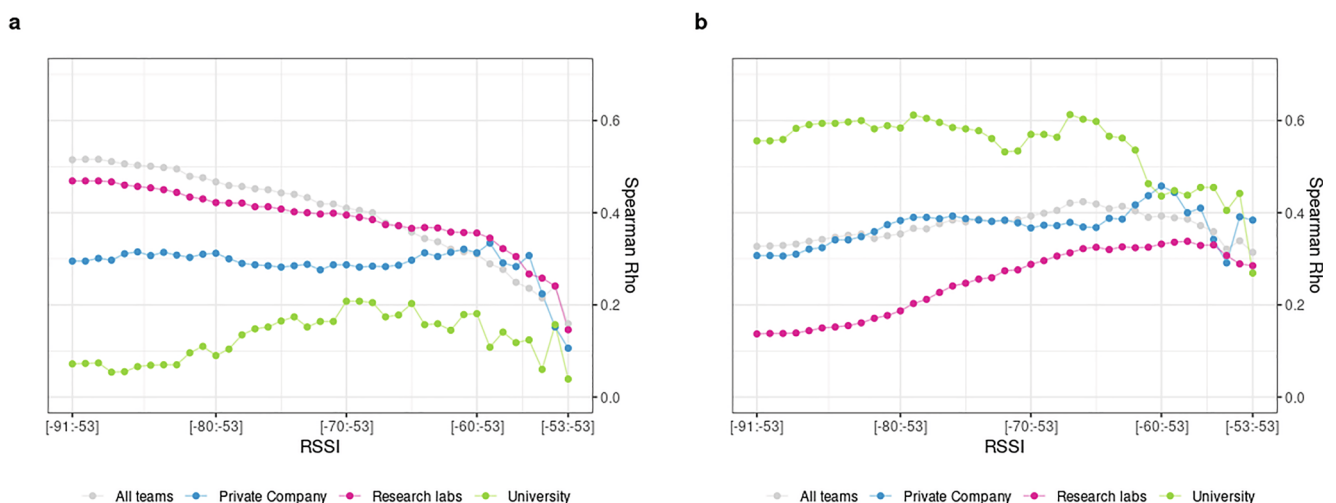 a
0.6
0.4
0.2
0.0
Spearman Rho
[-91:-53] [-80:-53] [-70:-53] [-60:-53] [-53:-53]
RSSI
All teams Private Company Research labs University
b
0.6
0.4
0.2
0.0
Spearman Rho
[-91:-53] [-80:-53] [-70:-53] [-60:-53] [-53:-53]
RSSI
All teams Private Company Research labs University